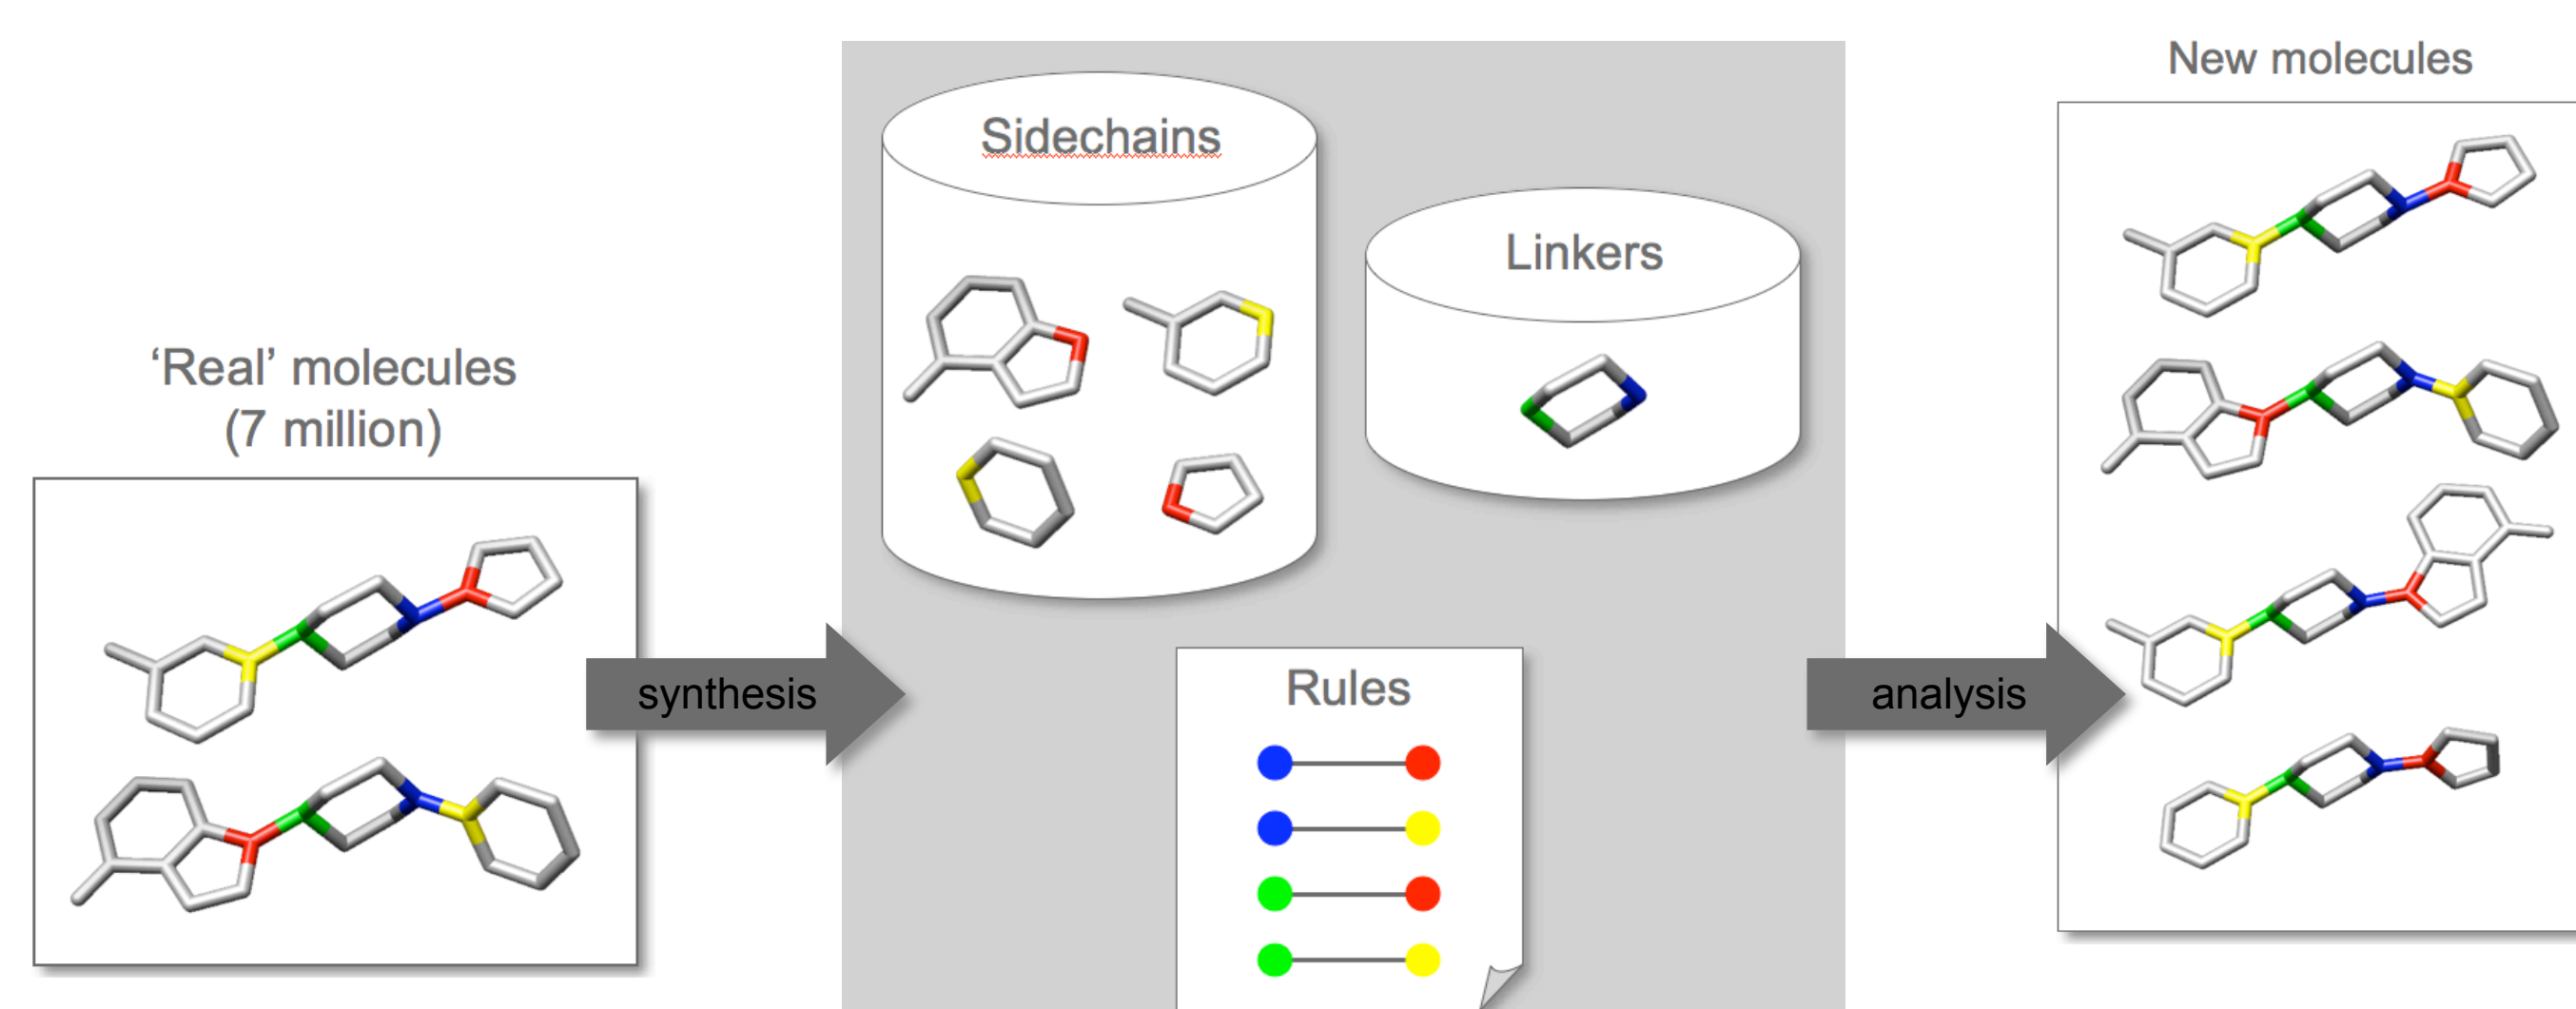 ‘Real’ molecules
(7 million)
synthesis
Sidechains
Linkers
Rules
analysis
New molecules